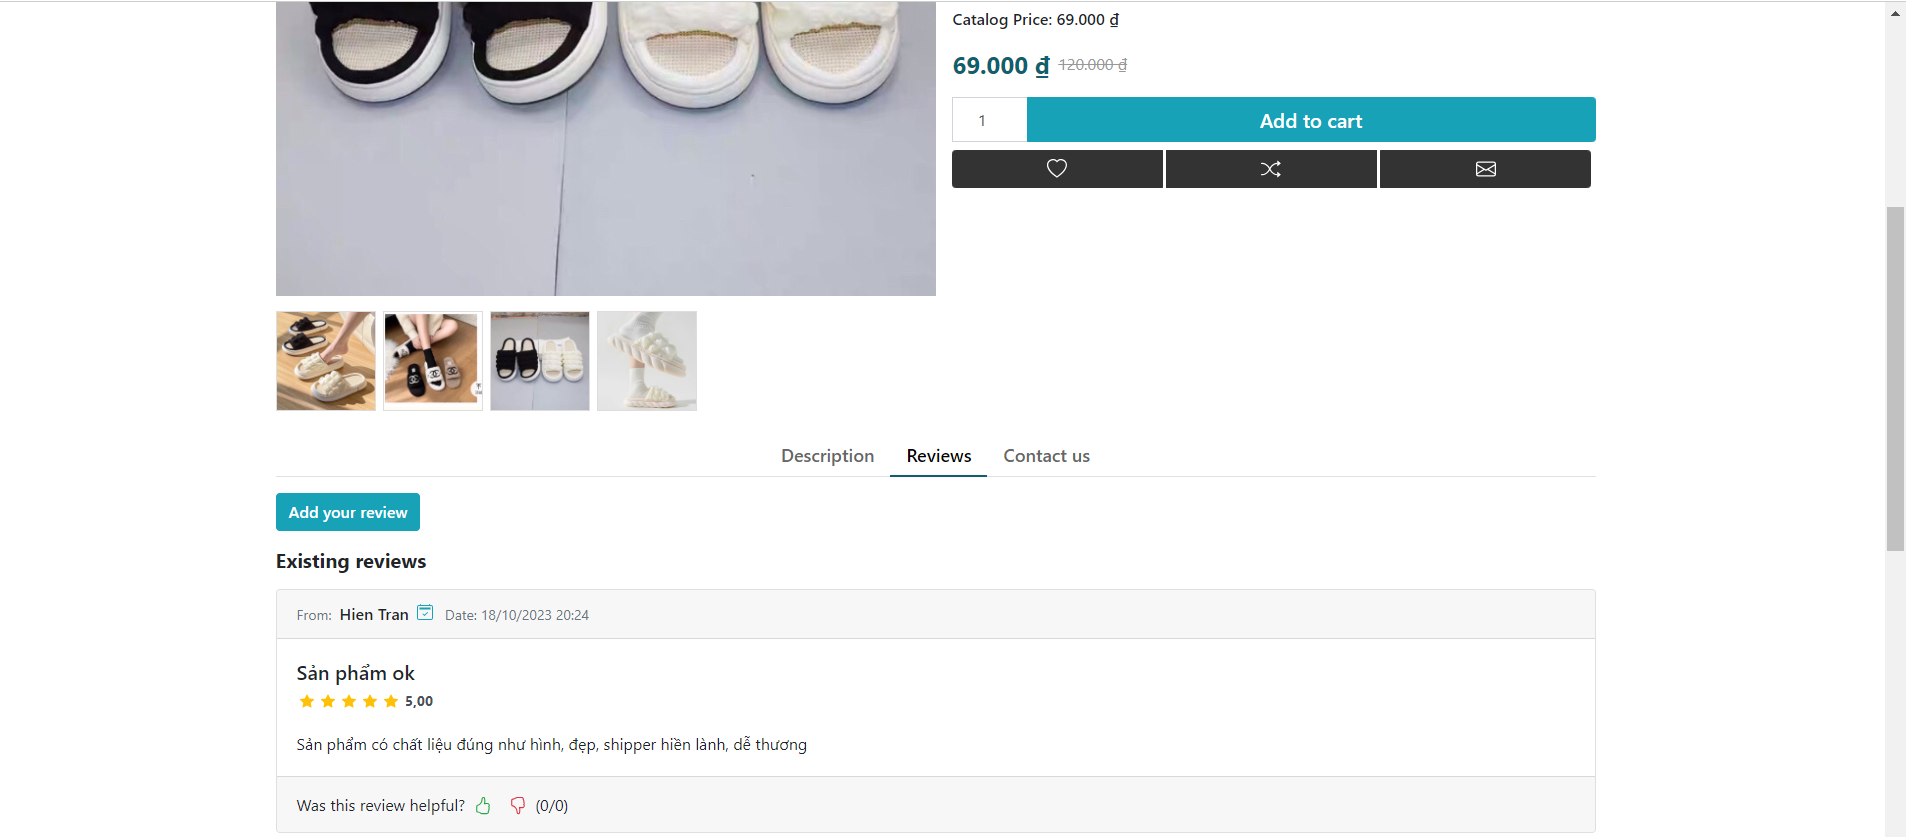 Catalog Price: 69.000 ₫
69.000 ₫ 120.000 ₫
1
Add to cart
Description
Reviews
Contact us
Add your review
Existing reviews
From: Hien Tran Date: 18/10/2023 20:24
Sản phẩm ok
5,00
Sản phẩm có chất liệu đúng như hình, đẹp, shipper hiền lành, dễ thương
Was this review helpful? (0/0)